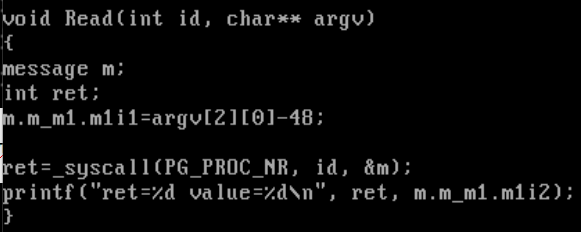 void Read(int id, char** argv)
{
message m;
int ret;
m.m_m1.m1i1=argv[2][0]-48;
ret=_syscall(PG_PROC_NR, id, &m);
printf("ret=%d value=%d\n", ret, m.m_m1.m1i2);
}